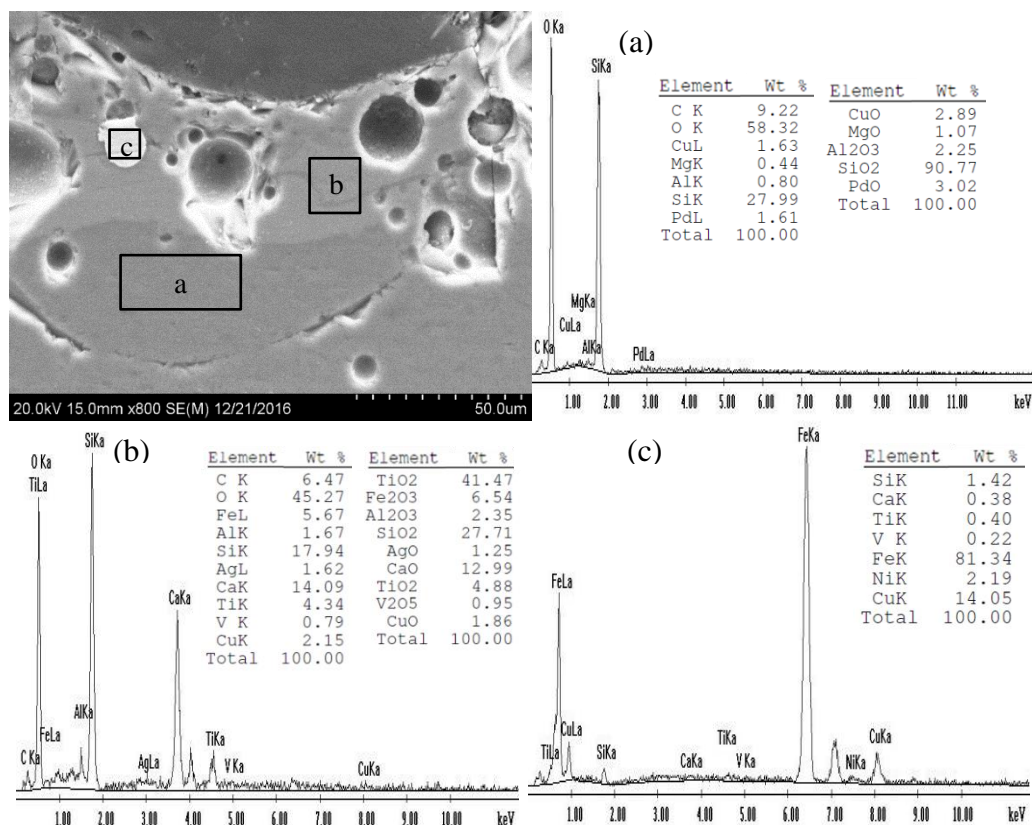 c
b
a
20.0kV 15.0mm x800 SE(M) 12/21/2016 50.0um
(a)
O Ka
SiKa
MgKa
CuLa
C Ka
AlKa
PdLa
Element Wt %
C K 9.22
O K 58.32
CuL 1.63
MgK 0.44
AlK 0.80
SiK 27.99
PdL 1.61
Total 100.00
Element Wt %
CuO 2.89
MgO 1.07
Al2O3 2.25
SiO2 90.77
PdO 3.02
Total 100.00
1.00 2.00 3.00 4.00 5.00 6.00 7.00 8.00 9.00 10.00 11.00 keV
(b)
SiKa
O Ka
TiLa
CaKa
AlKa
FeLa
C Ka
AgLa
TiKa
V Ka
CuKa
Element Wt %
C K 6.47
O K 45.27
FeL 5.67
AlK 1.67
SiK 17.94
AgL 1.62
CaK 14.09
TiK 4.34
V K 0.79
CuK 2.15
Total 100.00
Element Wt %
TiO2 41.47
Fe2O3 6.54
Al2O3 2.35
SiO2 27.71
AgO 1.25
CaO 12.99
TiO2 4.88
V2O5 0.95
CuO 1.86
Total 100.00
1.00 2.00 3.00 4.00 5.00 6.00 7.00 8.00 9.00 10.00 keV
(c)
FeKa
FeLa
CuLa
TiLa
SiKa
CaKa
TiKa
V Ka
NiKa
CuKa
Element Wt %
SiK 1.42
CaK 0.38
TiK 0.40
V K 0.22
FeK 81.34
NiK 2.19
CuK 14.05
Total 100.00
1.00 2.00 3.00 4.00 5.00 6.00 7.00 8.00 9.00 10.00 keV